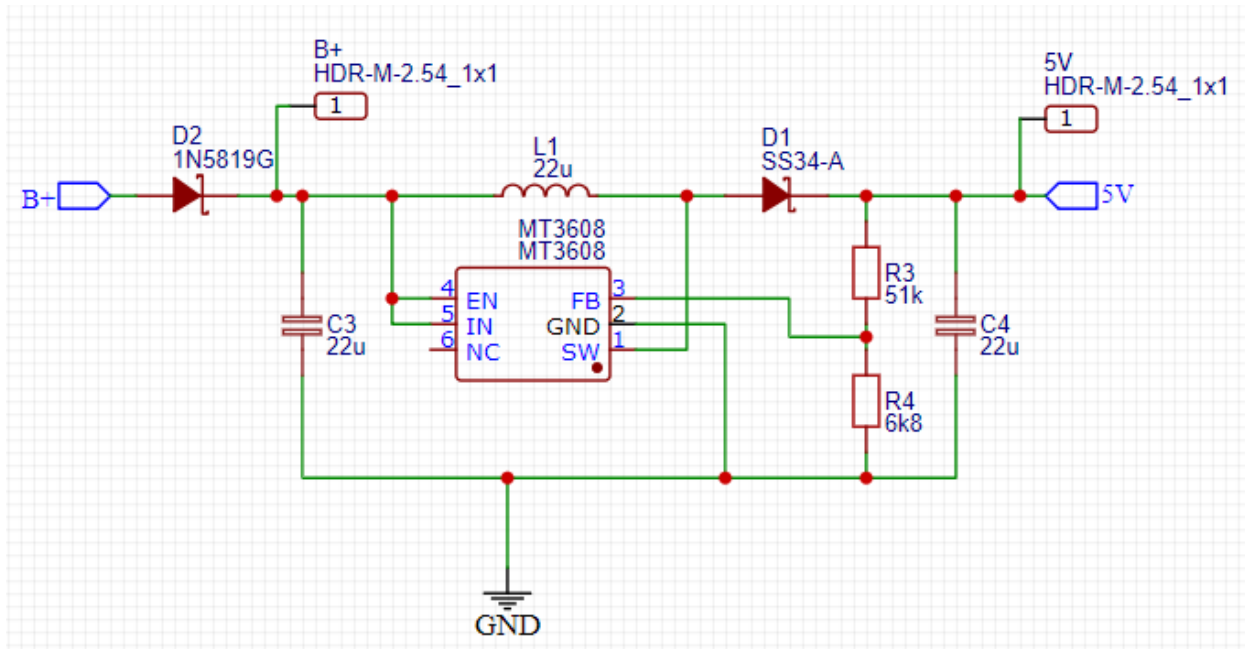 B+
HDR-M-2.54_1x1
1
5V
HDR-M-2.54_1x1
1
D2
1N5819G
L1
22u
D1
SS34-A
B+
5V
MT3608
MT3608
4
EN
FB
3
5
IN
GND
2
6
NC
SW
1
C3
22u
R3
51k
C4
22u
R4
6k8
GND